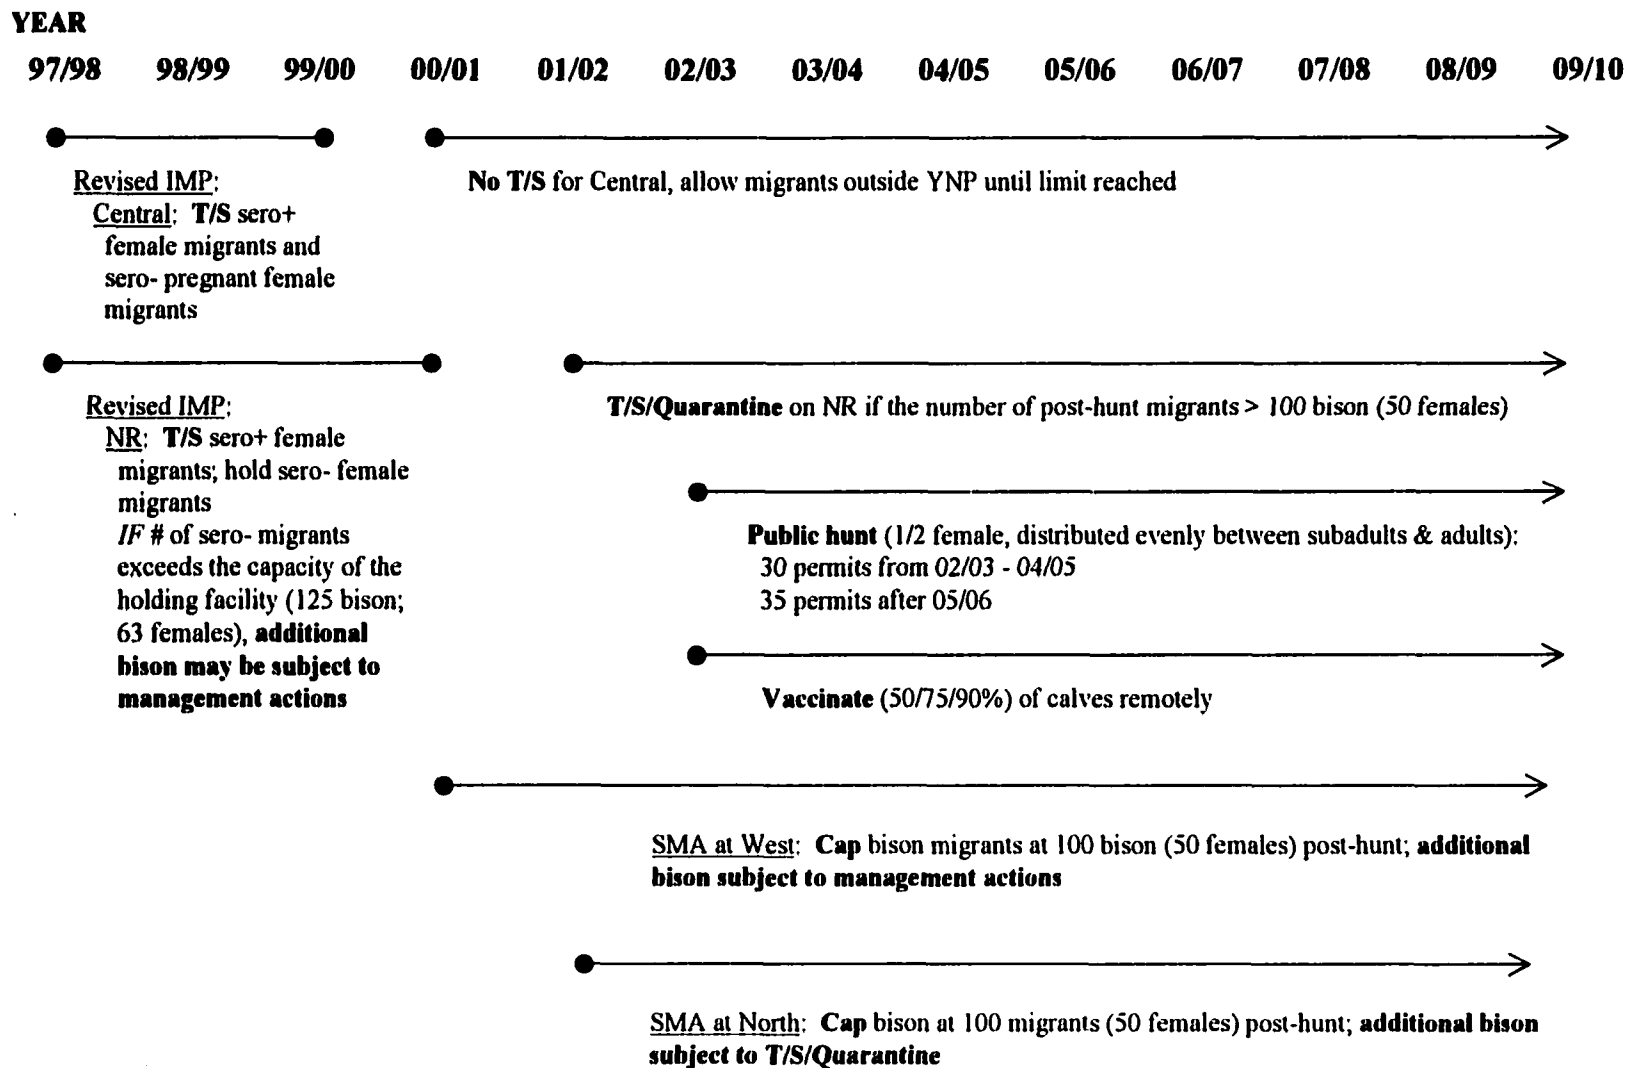 YEAR
97/98 98/99 99/00 00/01 01/02 02/03 03/04 04/05 05/06 06/07 07/08 08/09 09/10
Revised IMP:
Central: T/S sero+
female migrants and
sero- pregnant female
migrants
No T/S for Central, allow migrants outside YNP until limit reached
Revised IMP:
NR: T/S sero+ female
migrants; hold sero- female
migrants
IF # of sero- migrants
exceeds the capacity of the
holding facility (125 bison;
63 females), additional
bison may be subject to
management actions
T/S/Quarantine on NR if the number of post-hunt migrants > 100 bison (50 females)
Public hunt (1/2 female, distributed evenly between subadults & adults):
30 permits from 02/03 - 04/05
35 permits after 05/06
Vaccinate (50/75/90%) of calves remotely
SMA at West: Cap bison migrants at 100 bison (50 females) post-hunt; additional
bison subject to management actions
SMA at North: Cap bison at 100 migrants (50 females) post-hunt; additional bison
subject to T/S/Quarantine